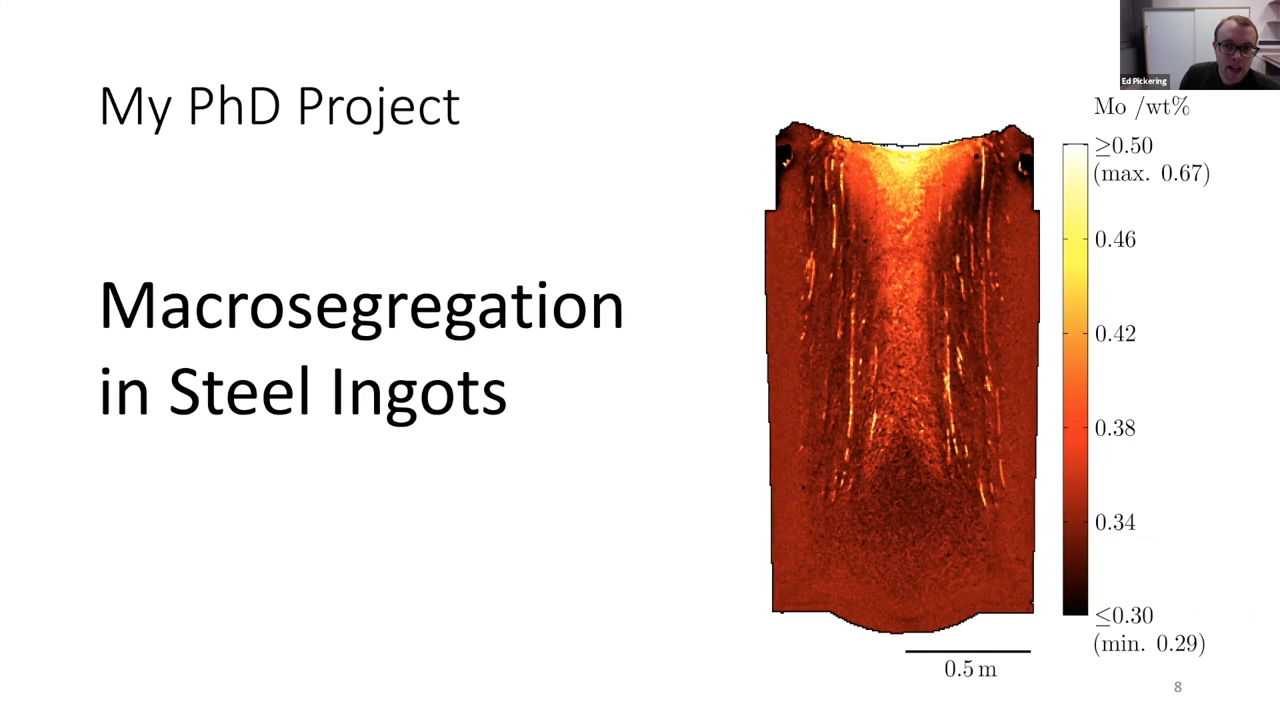 My PhD Project
Macrosegregation
in Steel Ingots
Ed Pickering
Mo /wt%
≥0.50
(max. 0.67)
0.46
0.42
0.38
0.34
≤0.30
(min. 0.29)
0.5 m
8